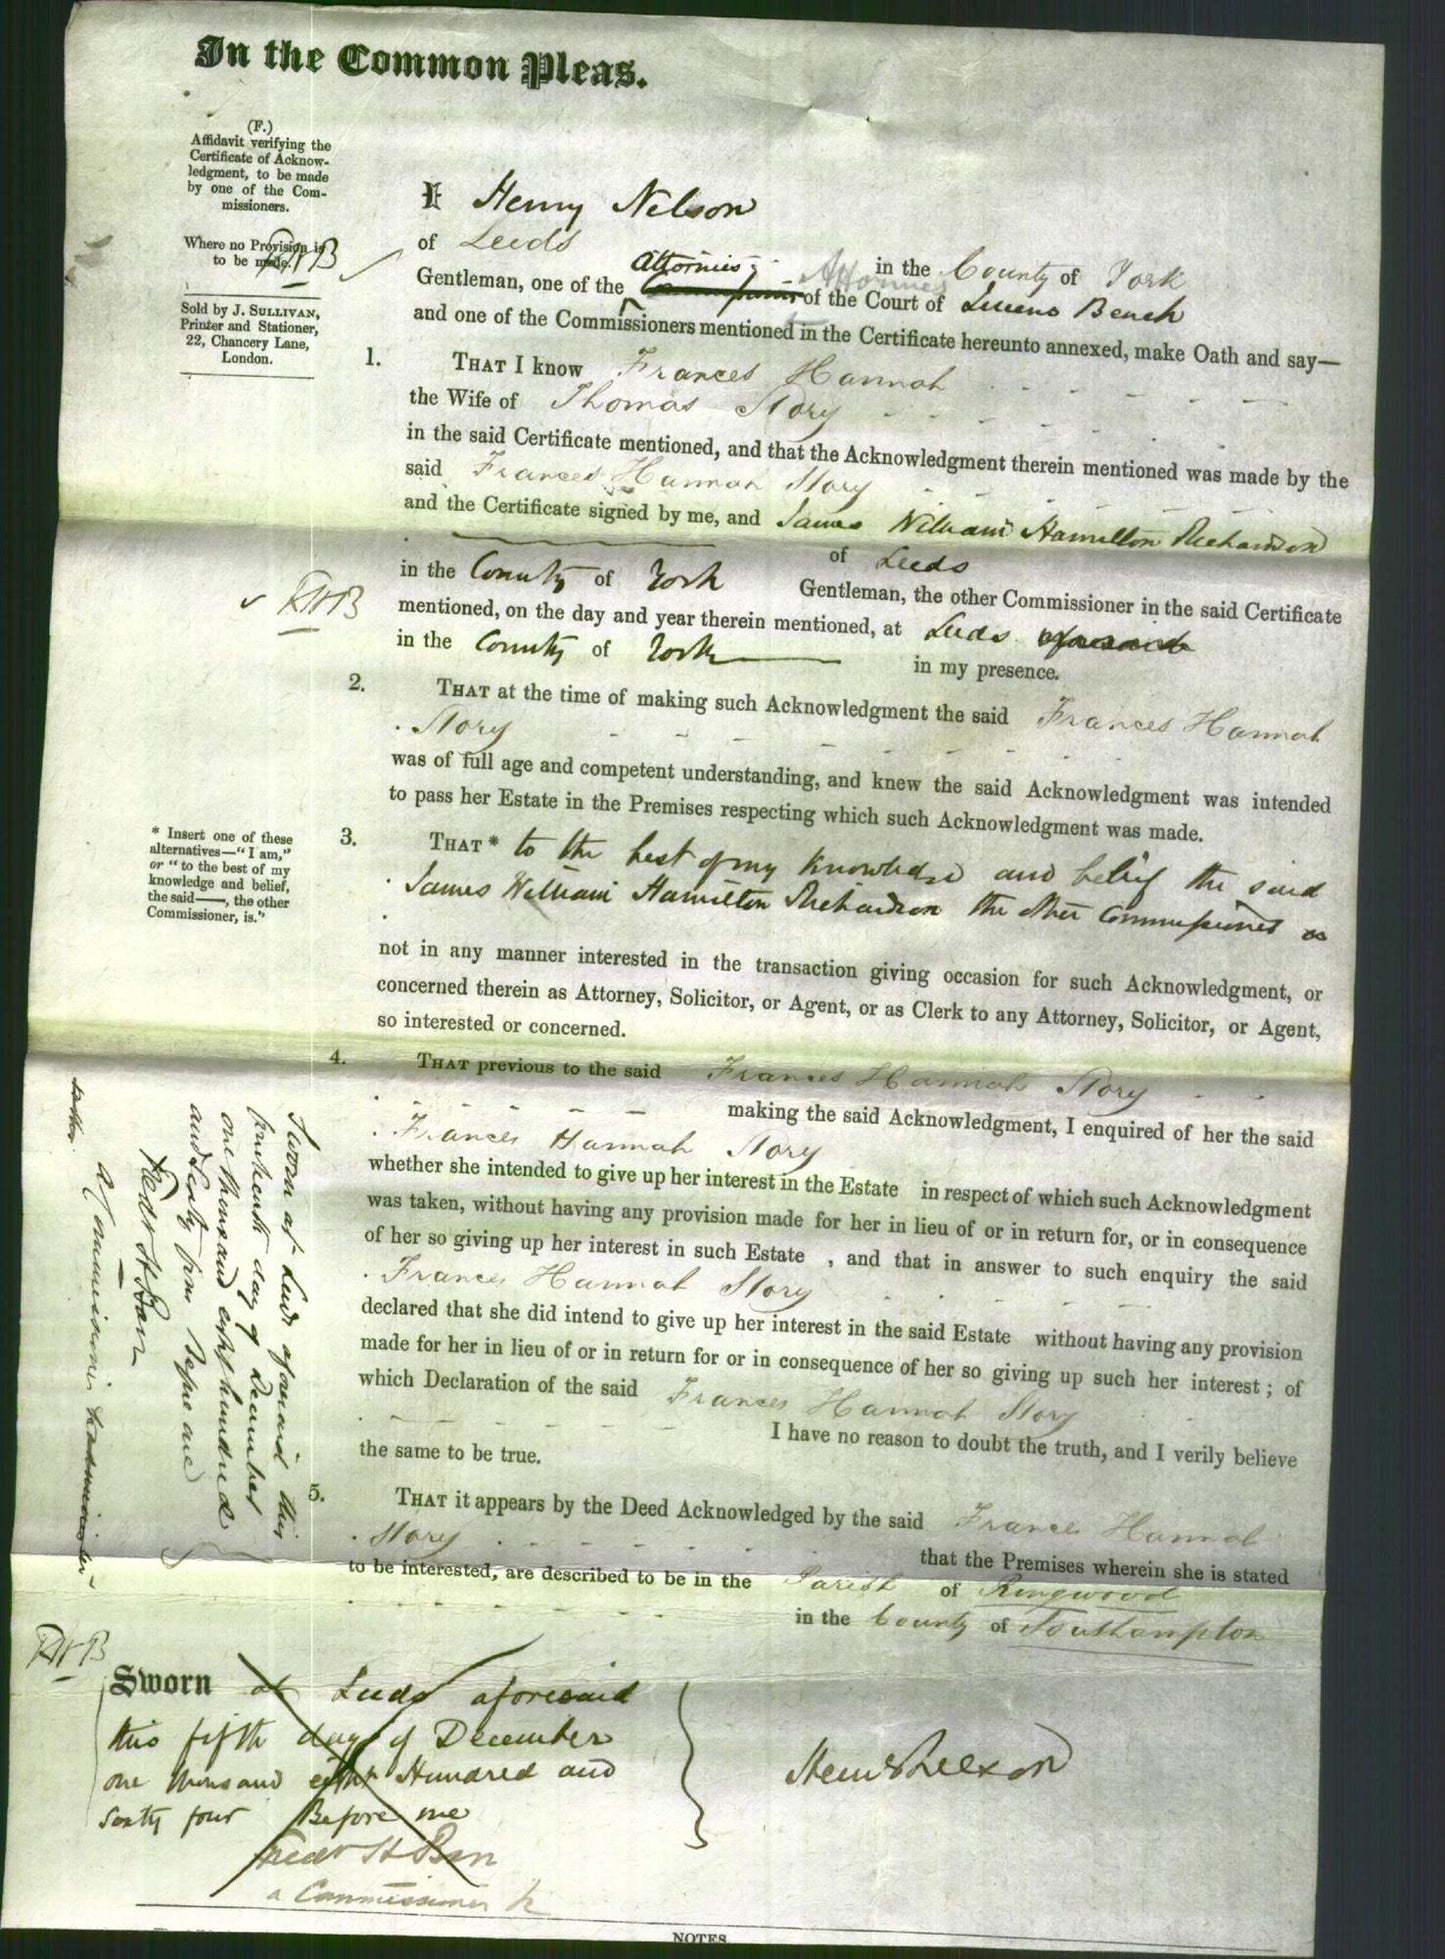 In the Common Pleas.
(F.)
Affidavit verifying the
Certificate of Acknow-
ledgment, to be made
by one of the Com-
missioners.
Where no Provision is
to be made.
Sold by J. SULLIVAN,
Printer and Stationer,
22, Chancery Lane,
London.
I Henry Nelson
of Leeds in the County of York
Gentleman, one of the Attornies of the Court of Queens Bench
and one of the Commissioners mentioned in the Certificate hereunto annexed, make Oath and say—
1. THAT I know Frances Hannah
the Wife of Thomas Story
in the said Certificate mentioned, and that the Acknowledgment therein mentioned was made by the
said Frances Hannah Story
and the Certificate signed by me, and James William Hamilton Richardson
of Leeds
in the County of York Gentleman, the other Commissioner in the said Certificate
mentioned, on the day and year therein mentioned, at Leeds aforesaid
in the County of York in my presence.
2. THAT at the time of making such Acknowledgment the said Frances Hannah
Story
was of full age and competent understanding, and knew the said Acknowledgment was intended
to pass her Estate in the Premises respecting which such Acknowledgment was made.
* Insert one of these
alternatives—"I am,"
or "to the best of my
knowledge and belief,
the said——, the other
Commissioner, is."
3. THAT * to the best of my knowledge and belief the said
James William Hamilton Richardson the other Commissioner is
not in any manner interested in the transaction giving occasion for such Acknowledgment, or
concerned therein as Attorney, Solicitor, or Agent, or as Clerk to any Attorney, Solicitor, or Agent,
so interested or concerned.
4. THAT previous to the said Frances Hannah Story
making the said Acknowledgment, I enquired of her the said
Frances Hannah Story
whether she intended to give up her interest in the Estate in respect of which such Acknowledgment
was taken, without having any provision made for her in lieu of or in return for, or in consequence
of her so giving up her interest in such Estate , and that in answer to such enquiry the said
Frances Hannah Story
declared that she did intend to give up her interest in the said Estate without having any provision
made for her in lieu of or in return for or in consequence of her so giving up such her interest; of
which Declaration of the said Frances Hannah Story
I have no reason to doubt the truth, and I verily believe
the same to be true.
5. THAT it appears by the Deed Acknowledged by the said Frances Hannah
Story that the Premises wherein she is stated
to be interested, are described to be in the Parish of Ringwood
in the County of Southampton
Sworn at Leeds aforesaid this
day of December
one thousand eight hundred
and Sixty four Before me
a Commissioner
Sworn at Leeds aforesaid
this fifth day of December
one thousand eight Hundred and
Sixty four Before me
a Commissioner &c
Henry Nelson
NOTES